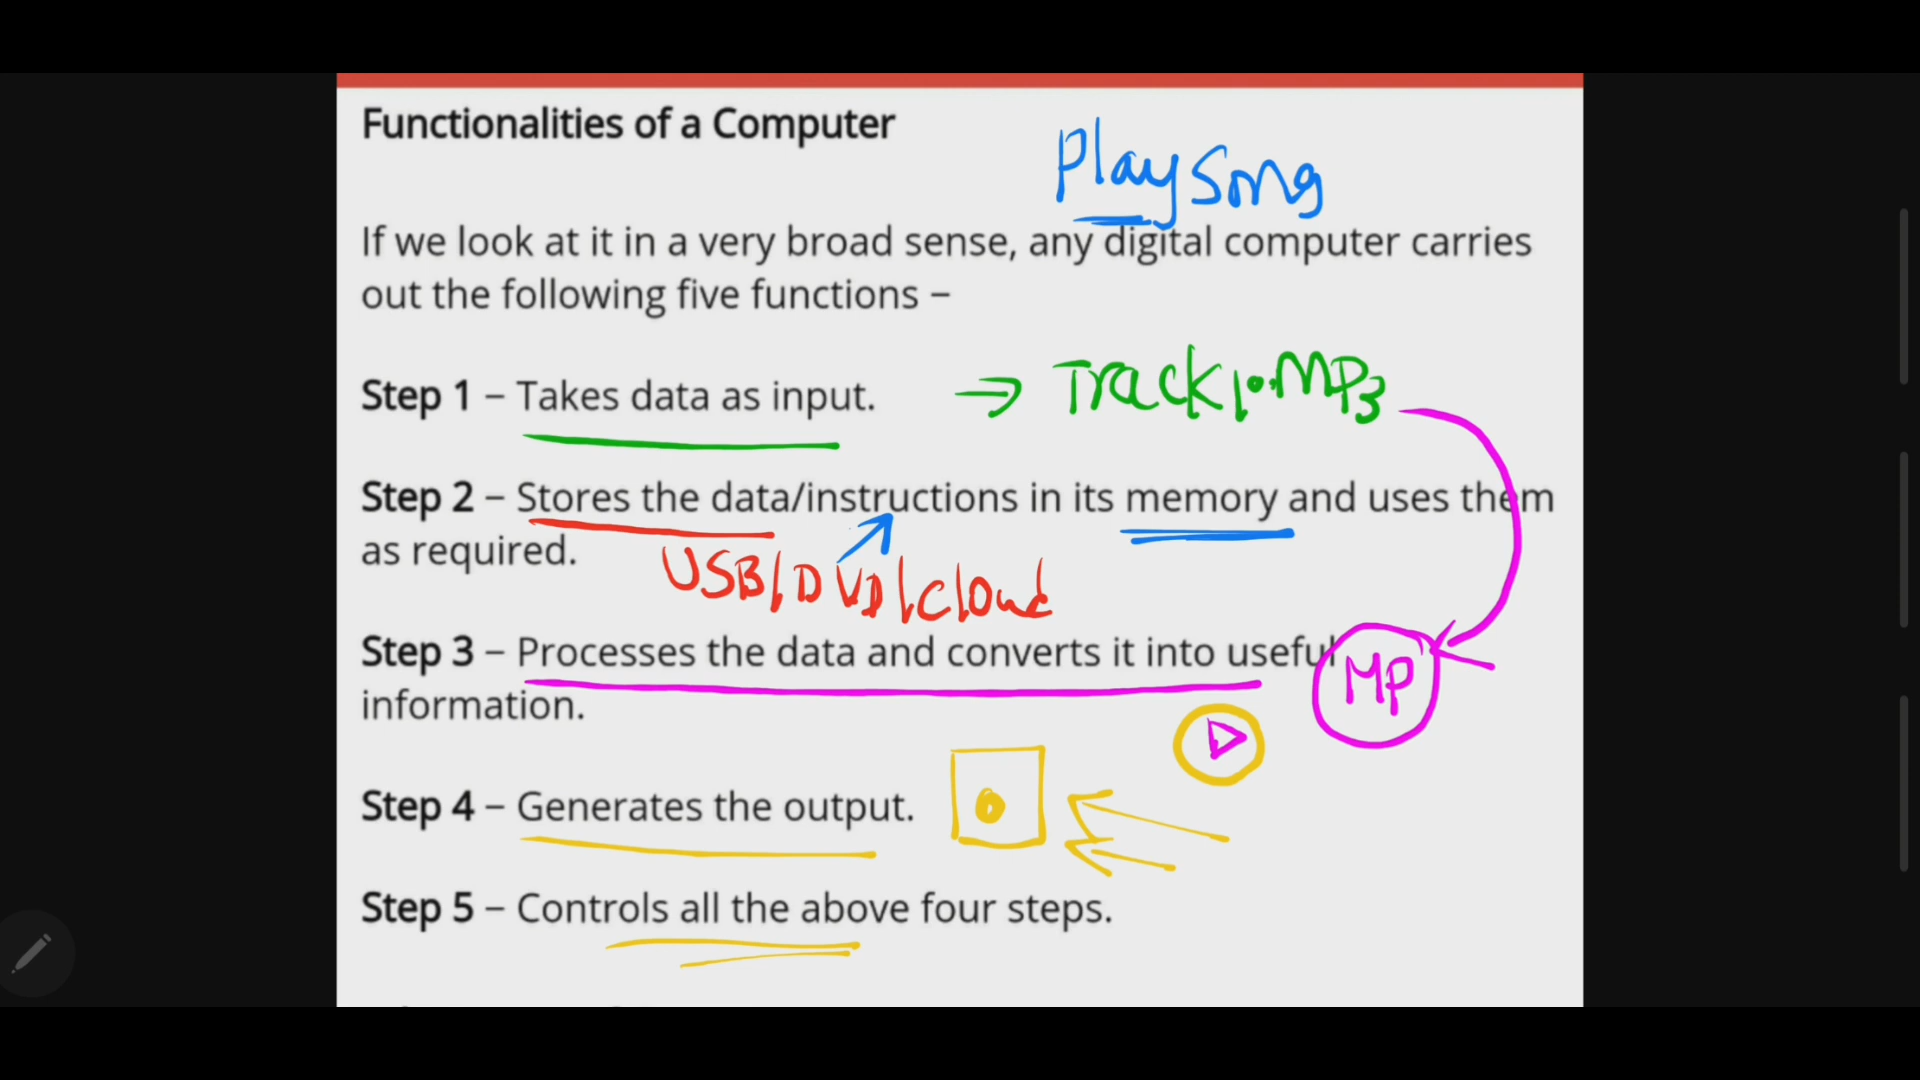 Functionalities of a Computer
Play Song
If we look at it in a very broad sense, any digital computer carries
out the following five functions –
Step 1 – Takes data as input. → Track10.MP3
Step 2 – Stores the data/instructions in its memory and uses them
as required.
USB/DVD/Cloud
Step 3 – Processes the data and converts it into useful
information.
MP
Step 4 – Generates the output.
Step 5 – Controls all the above four steps.